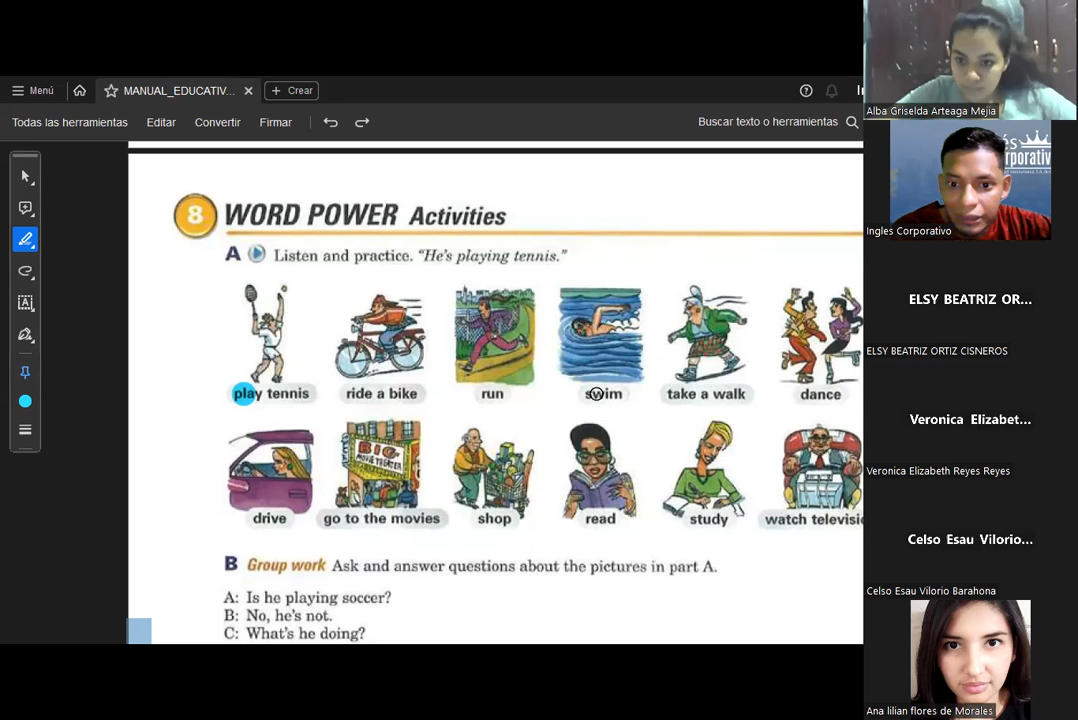 Menú
MANUAL_EDUCATIV...
Crear
Todas las herramientas
Editar
Convertir
Firmar
Buscar texto o herramientas
8 WORD POWER Activities
A Listen and practice. “He's playing tennis.”
play tennis
ride a bike
run
swim
take a walk
dance
BIG
MOVIE THEATER
drive
go to the movies
shop
read
study
watch televisi
B Group work Ask and answer questions about the pictures in part A.
A: Is he playing soccer?
B: No, he's not.
C: What's he doing?
Alba Griselda Arteaga Mejia
Ingles Corporativo
ELSY BEATRIZ OR...
ELSY BEATRIZ ORTIZ CISNEROS
Veronica Elizabet...
Veronica Elizabeth Reyes Reyes
Celso Esau Vilorio...
Celso Esau Vilorio Barahona
Ana lilian flores de Morales